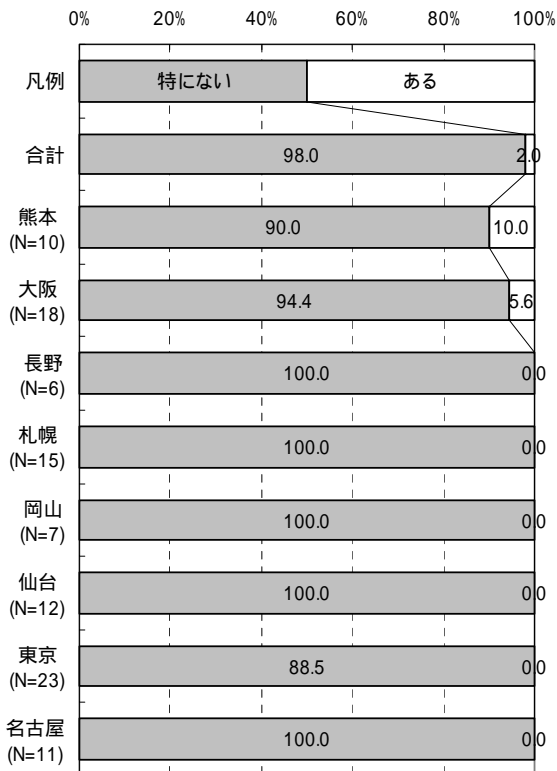 0% 20% 40% 60% 80% 100%
凡例 特にない ある
合計 98.0 2.0
熊本
(N=10) 90.0 10.0
大阪
(N=18) 94.4 5.6
長野
(N=6) 100.0 0.0
札幌
(N=15) 100.0 0.0
岡山
(N=7) 100.0 0.0
仙台
(N=12) 100.0 0.0
東京
(N=23) 88.5 0.0
名古屋
(N=11) 100.0 0.0